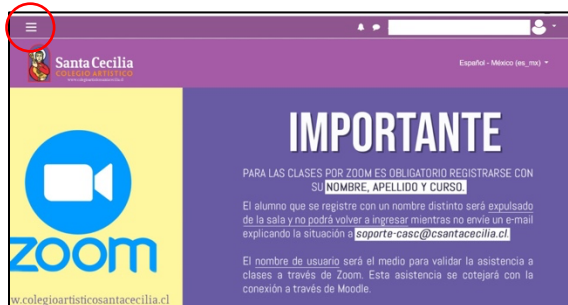 Santa Cecilia
COLEGIO ARTÍSTICO
www.colegioartisticosantacecilia.cl
Español - México (es_mx)
IMPORTANTE
PARA LAS CLASES POR ZOOM ES OBLIGATORIO REGISTRARSE CON
SU NOMBRE, APELLIDO Y CURSO.
El alumno que se registre con un nombre distinto será expulsado
de la sala y no podrá volver a ingresar mientras no envíe un e-mail
explicando la situación a soporte-casc@csantacecilia.cl.
El nombre de usuario será el medio para validar la asistencia a
clases a través de Zoom. Esta asistencia se cotejará con la
conexión a través de Moodle.
zoom
w.colegioartisticosantacecilia.cl